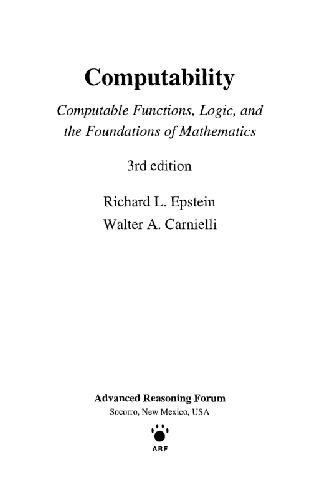 Computability
Computable Functions, Logic, and
the Foundations of Mathematics
3rd edition
Richard L. Epstein
Walter A. Carnielli
Advanced Reasoning Forum
Socorro, New Mexico, USA
ARF